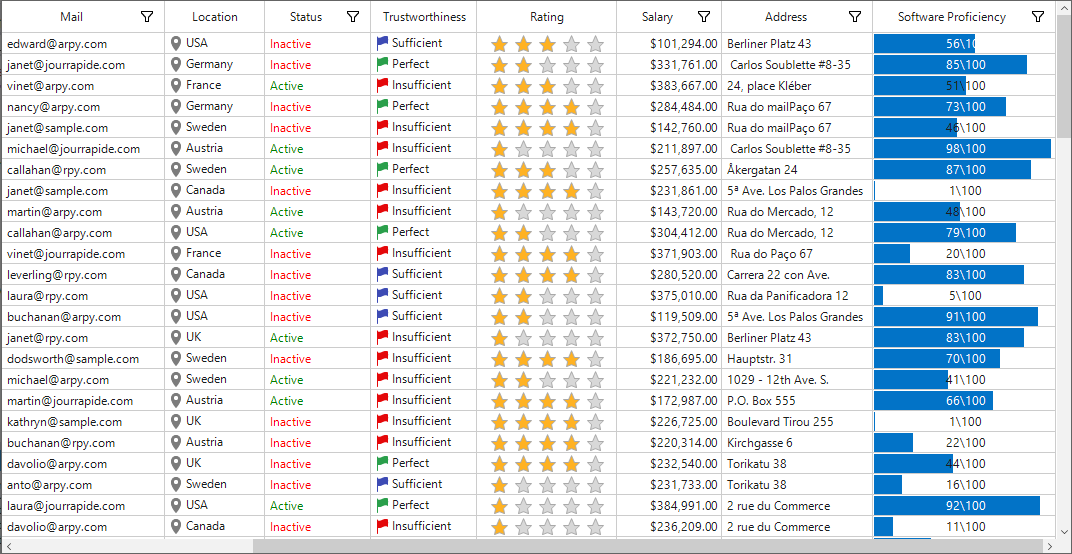 Mail Location Status Trustworthiness Rating Salary Address Software Proficiency
edward@arpy.com USA Inactive Sufficient $101,294.00 Berliner Platz 43 56\100
janet@jourrapide.com Germany Inactive Perfect $331,761.00 Carlos Soublette #8-35 85\100
vinet@arpy.com France Active Insufficient $383,667.00 24, place Kléber 51\100
nancy@arpy.com Germany Inactive Perfect $284,484.00 Rua do mailPaço 67 73\100
janet@sample.com Sweden Inactive Insufficient $142,760.00 Rua do mailPaço 67 46\100
michael@jourrapide.com Austria Active Insufficient $211,897.00 Carlos Soublette #8-35 98\100
callahan@rpy.com Sweden Active Perfect $257,635.00 Åkergatan 24 87\100
janet@sample.com Canada Inactive Insufficient $231,861.00 5ª Ave. Los Palos Grandes 1\100
martin@arpy.com Austria Active Insufficient $143,720.00 Rua do Mercado, 12 48\100
callahan@arpy.com USA Active Perfect $304,412.00 Rua do Mercado, 12 79\100
vinet@jourrapide.com France Inactive Insufficient $371,903.00 Rua do Paço 67 20\100
leverling@rpy.com Canada Inactive Sufficient $280,520.00 Carrera 22 con Ave. 83\100
laura@rpy.com USA Inactive Sufficient $375,010.00 Rua da Panificadora 12 5\100
buchanan@arpy.com USA Inactive Sufficient $119,509.00 5ª Ave. Los Palos Grandes 91\100
janet@rpy.com UK Active Insufficient $372,750.00 Berliner Platz 43 83\100
dodsworth@sample.com Sweden Inactive Insufficient $186,695.00 Hauptstr. 31 70\100
michael@arpy.com Sweden Active Insufficient $221,232.00 1029 - 12th Ave. S. 41\100
martin@jourrapide.com Austria Active Insufficient $172,987.00 P.O. Box 555 66\100
kathryn@sample.com UK Inactive Insufficient $226,725.00 Boulevard Tirou 255 1\100
buchanan@rpy.com Austria Inactive Insufficient $220,314.00 Kirchgasse 6 22\100
davolio@arpy.com UK Inactive Perfect $232,540.00 Torikatu 38 44\100
anto@arpy.com Sweden Inactive Sufficient $231,733.00 Torikatu 38 16\100
laura@jourrapide.com USA Active Perfect $384,991.00 2 rue du Commerce 92\100
davolio@arpy.com Canada Inactive Insufficient $236,209.00 2 rue du Commerce 11\100